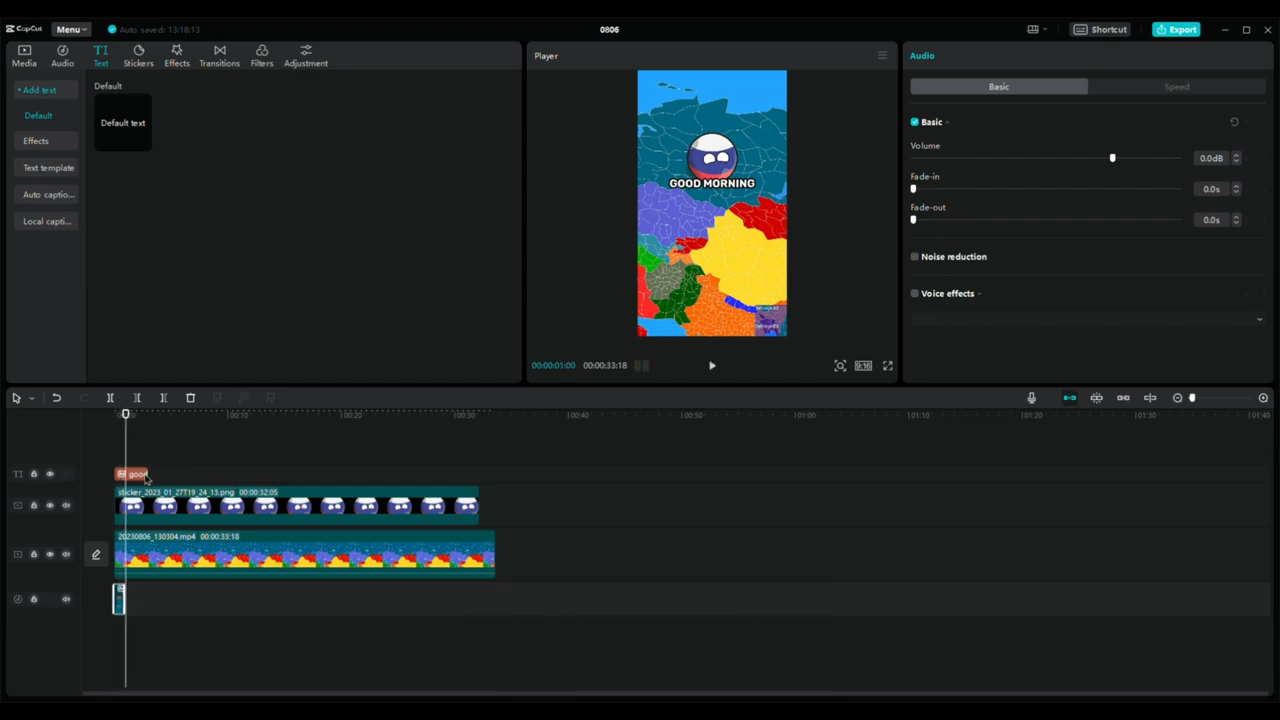 CapCut
Menu
Auto saved: 13:18:13
0806
Shortcut
Export
Media
Audio
Text
Stickers
Effects
Transitions
Filters
Adjustment
Player
Audio
Add text
Default
Effects
Text template
Auto captio...
Local capti...
Default
Default text
GOOD MORNING
00:00:01:00
00:00:33:18
9:16
Basic
Speed
Basic
Volume
0.0dB
Fade-in
0.0s
Fade-out
0.0s
Noise reduction
Voice effects
00:10
|00:20
|00:30
|00:40
|00:50
|01:00
|01:10
|01:20
|01:30
|01:40
TI
good
sticker_2023_01_27T19_24_13.png 00:00:32:05
20230806_130304.mp4 00:00:33:18